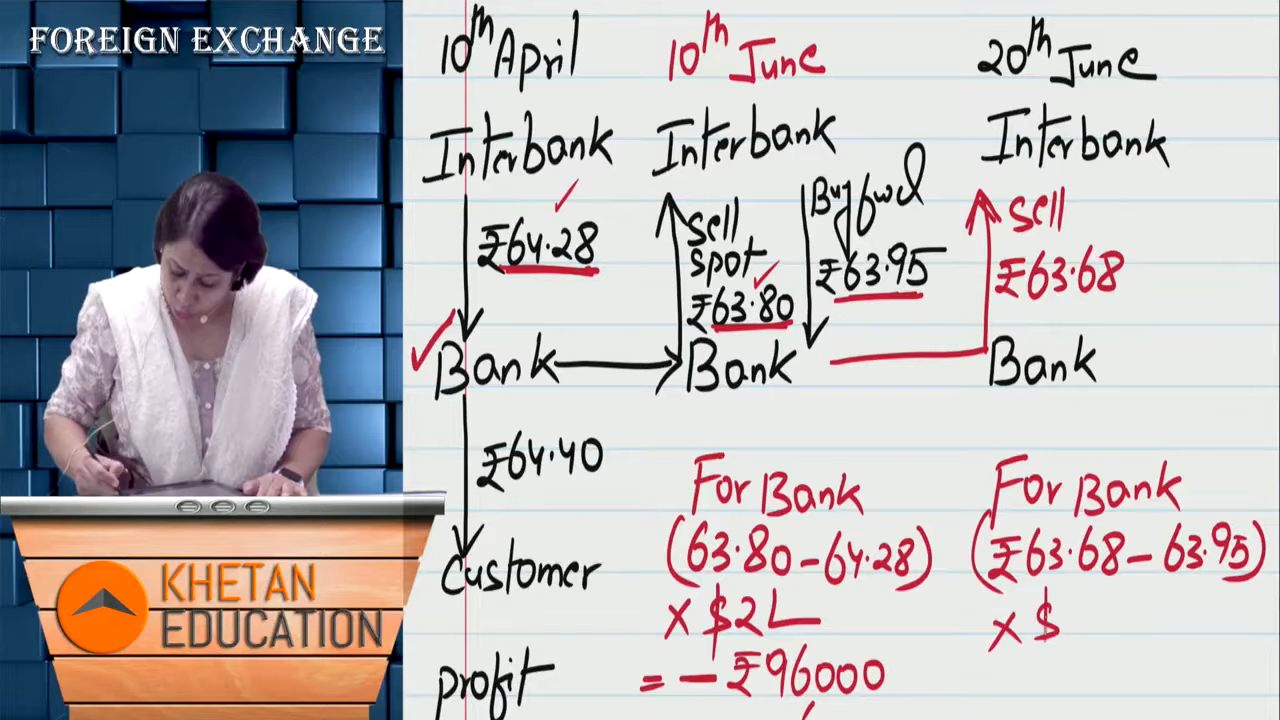 FOREIGN EXCHANGE
10th April
Interbank
₹64.28
Bank
₹64.40
Customer
profit
10th June
Interbank
sell
spot
₹63.80
Buy fwd
₹63.95
Bank
For Bank
(63.80-64.28)
x $2L
= - ₹96000
20th June
Interbank
sell
₹63.68
Bank
For Bank
(₹63.68-63.95)
x $
KHETAN
EDUCATION